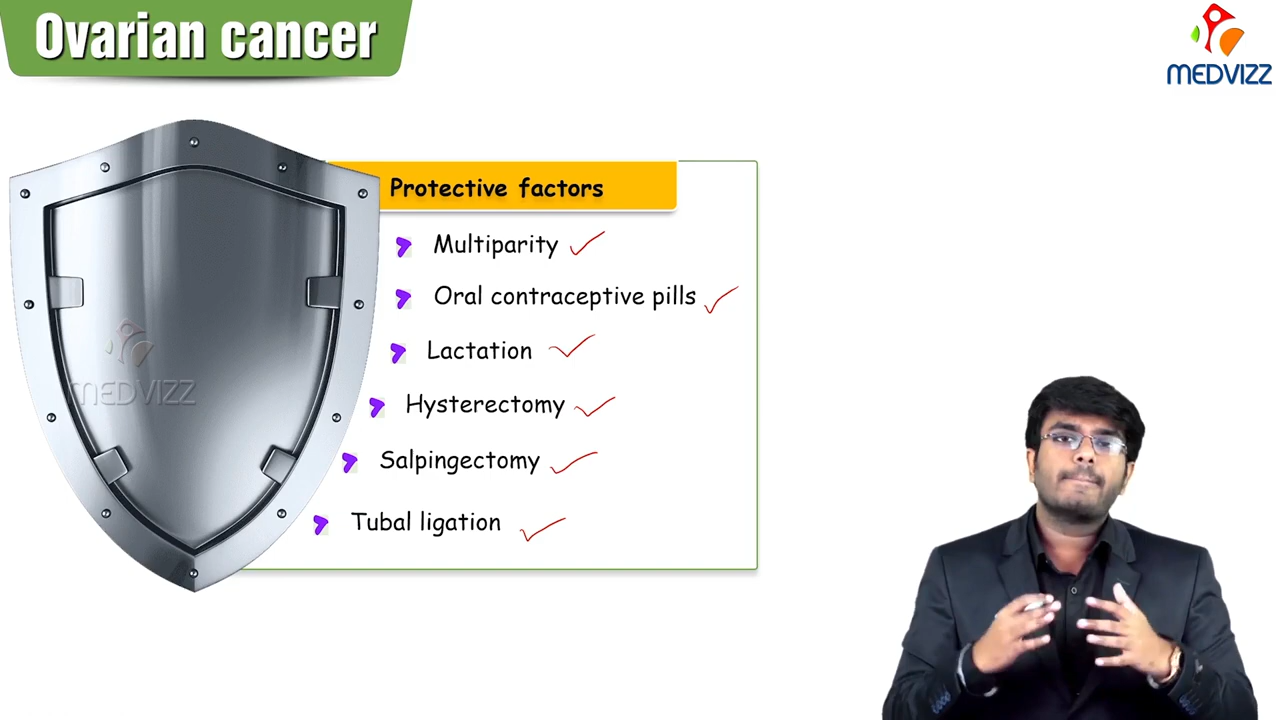 Ovarian cancer
MEDVIZZ
Protective factors
Multiparity
Oral contraceptive pills
Lactation
MEDVIZZ
Hysterectomy
Salpingectomy
Tubal ligation